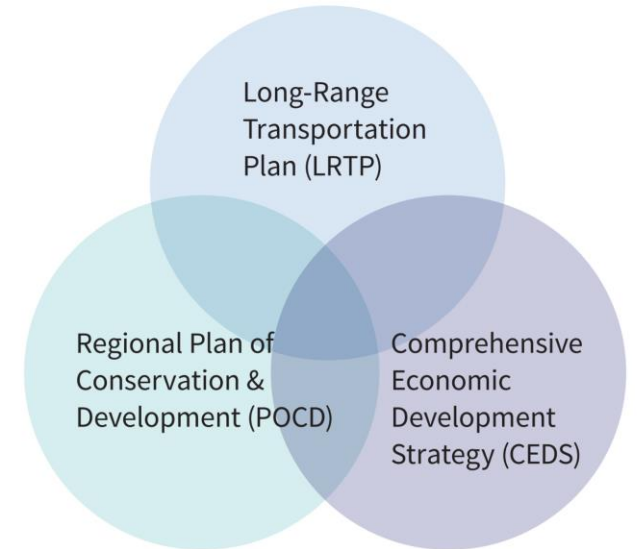 Long-Range
Transportation
Plan (LRTP)
Regional Plan of
Conservation &
Development (POCD)
Comprehensive
Economic
Development
Strategy (CEDS)